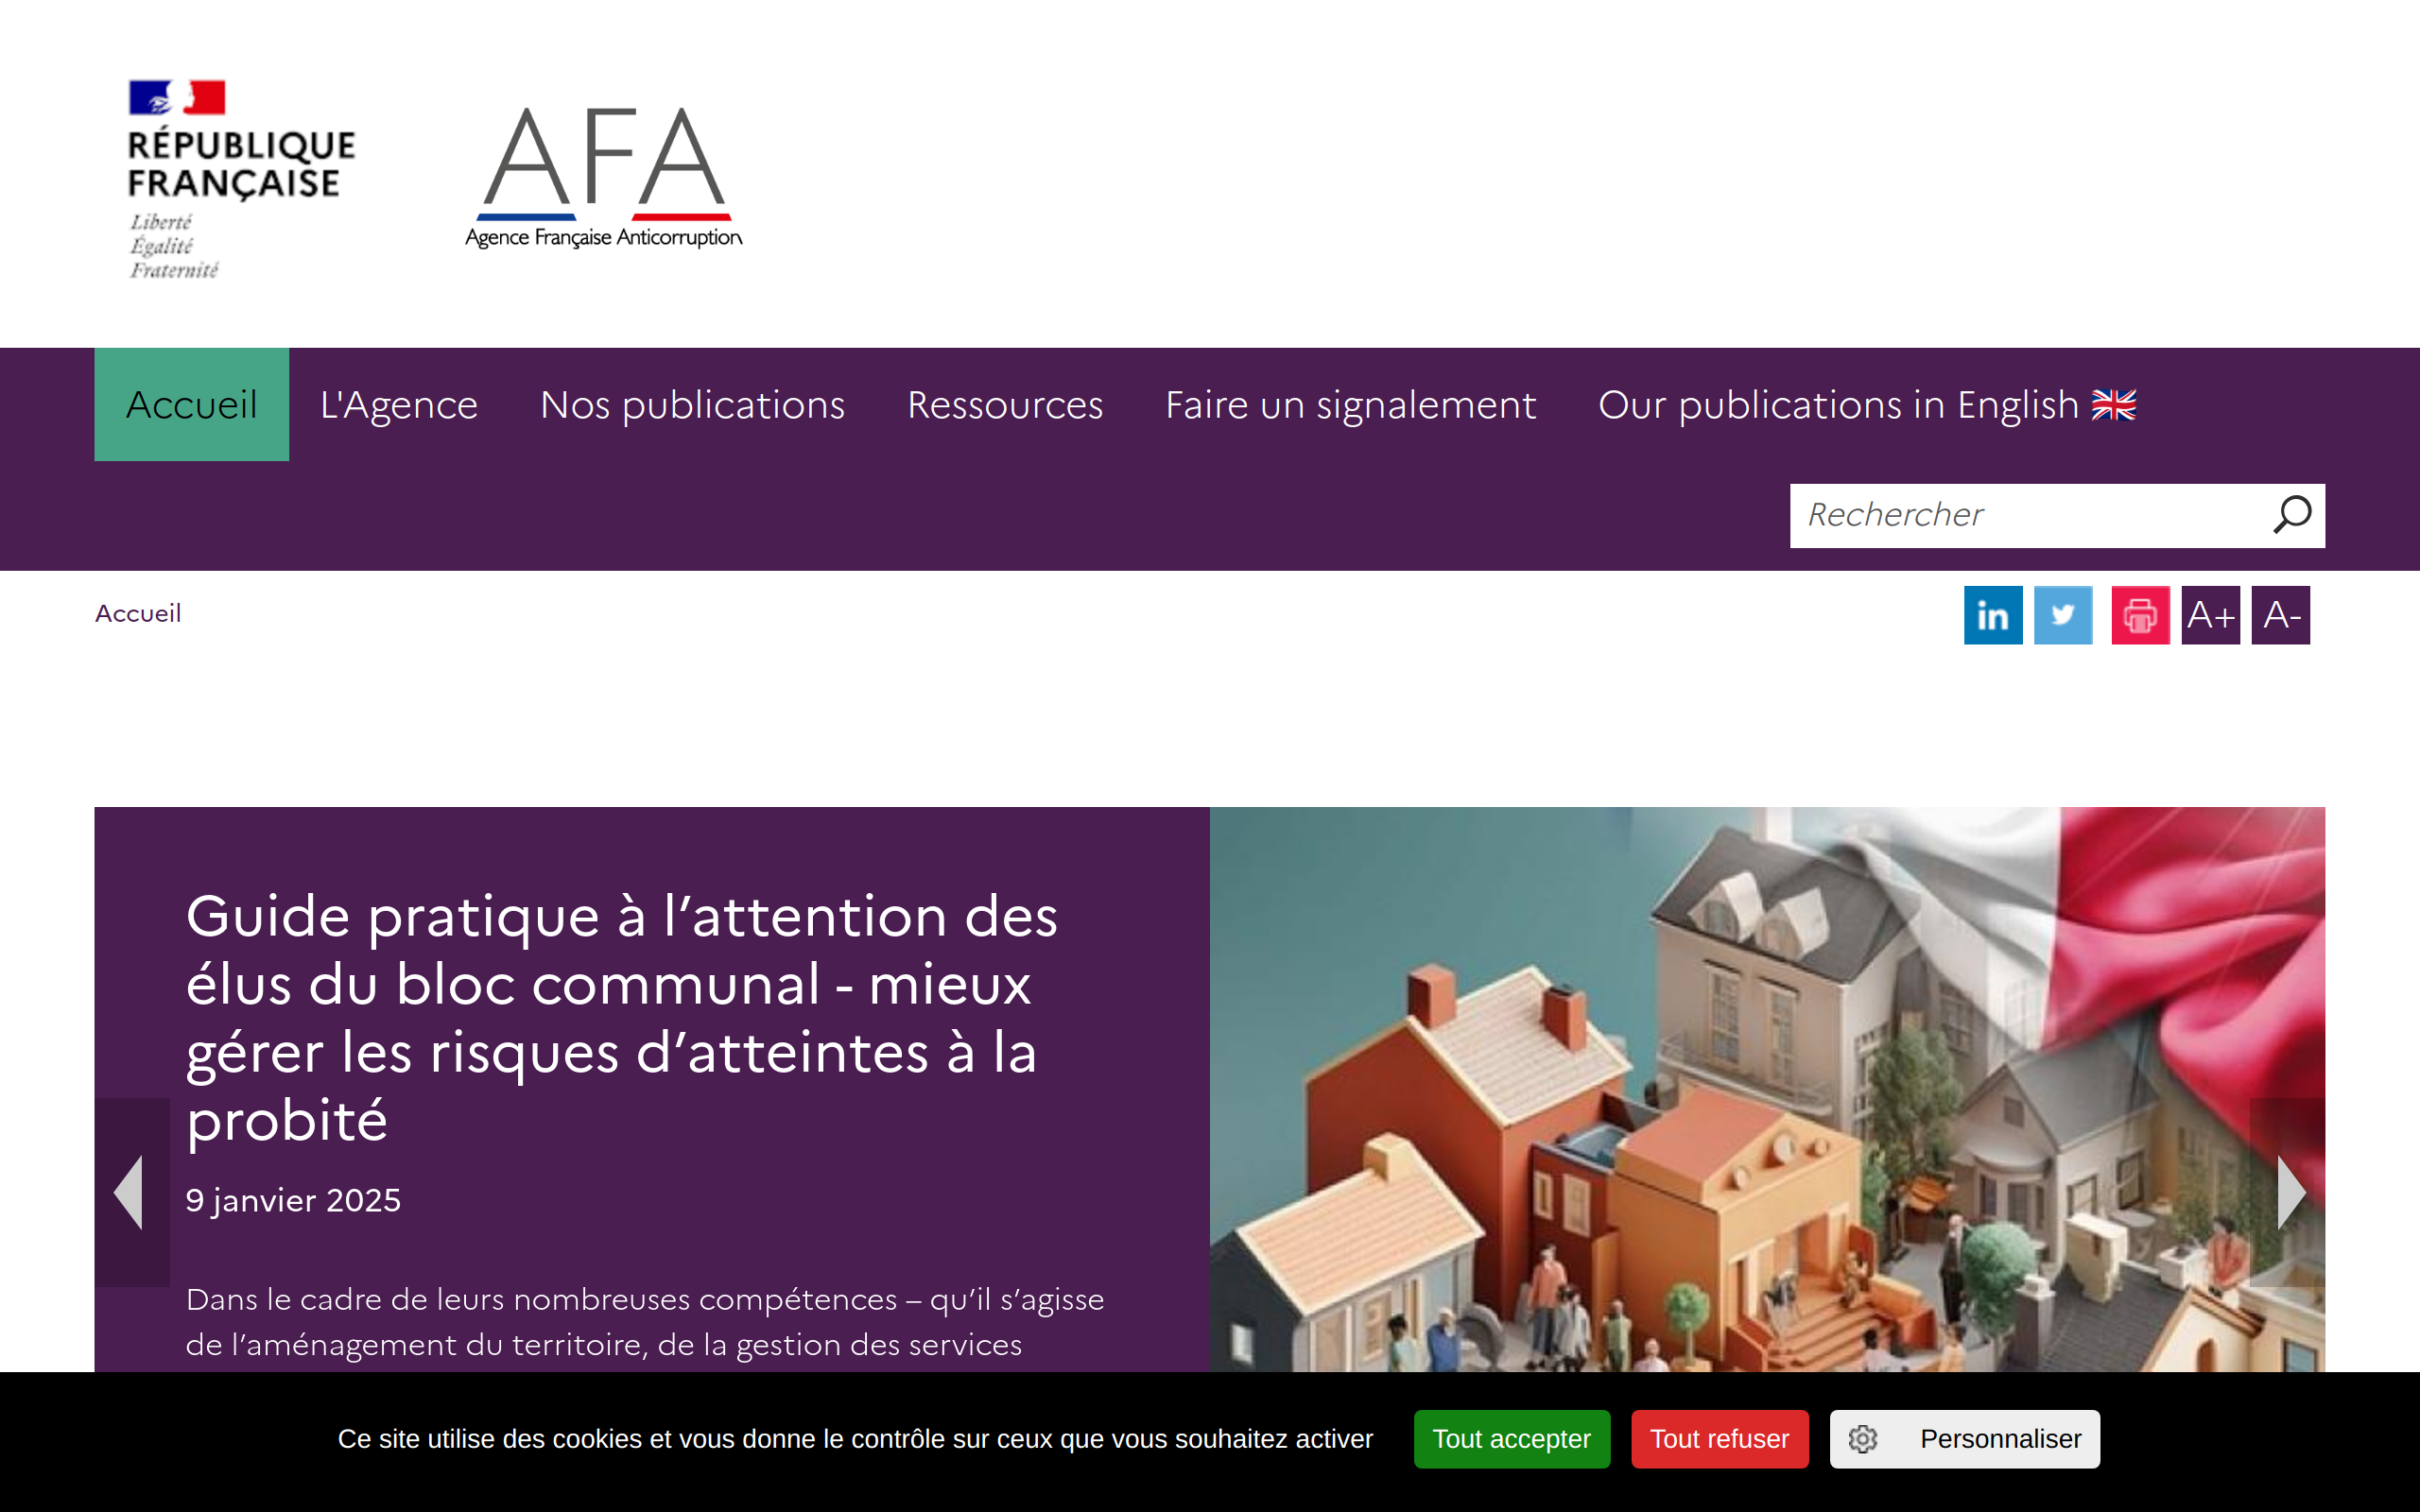 RÉPUBLIQUE
FRANÇAISE
Liberté
Égalité
Fraternité
AFA
Agence Française Anticorruption
Accueil L'Agence Nos publications Ressources Faire un signalement Our publications in English 🇬🇧
Rechercher
Accueil
in A+ A-
Guide pratique à l’attention des
élus du bloc communal - mieux
gérer les risques d’atteintes à la
probité
9 janvier 2025
Dans le cadre de leurs nombreuses compétences – qu’il s’agisse
de l’aménagement du territoire, de la gestion des services
Ce site utilise des cookies et vous donne le contrôle sur ceux que vous souhaitez activer Tout accepter Tout refuser Personnaliser